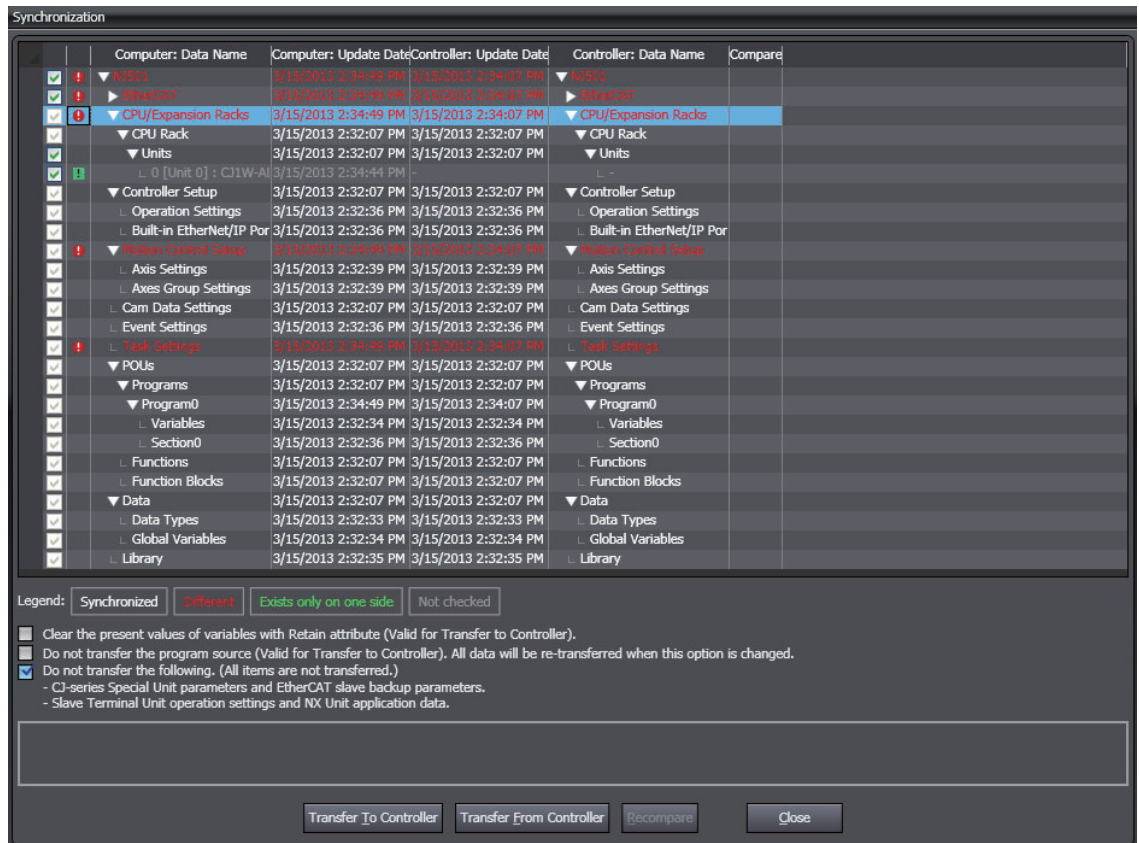 Synchronization
Computer: Data Name Computer: Update Date Controller: Update Date Controller: Data Name Compare
NJ501 3/15/2013 2:34:49 PM 3/15/2013 2:34:07 PM NJ501
EtherCAT 3/15/2013 2:34:07 PM EtherCAT
CPU/Expansion Racks 3/15/2013 2:34:49 PM 3/15/2013 2:34:07 PM CPU/Expansion Racks
CPU Rack 3/15/2013 2:32:07 PM 3/15/2013 2:32:07 PM CPU Rack
Units 3/15/2013 2:32:07 PM 3/15/2013 2:32:07 PM Units
0 [Unit 0] : CJ1W-A 3/15/2013 2:34:44 PM - -
Controller Setup 3/15/2013 2:32:07 PM 3/15/2013 2:32:07 PM Controller Setup
Operation Settings 3/15/2013 2:32:36 PM 3/15/2013 2:32:36 PM Operation Settings
Built-in EtherNet/IP Por 3/15/2013 2:32:36 PM 3/15/2013 2:32:36 PM Built-in EtherNet/IP Por
Motion Control Setup 3/15/2013 2:34:49 PM 3/15/2013 2:34:07 PM Motion Control Setup
Axis Settings 3/15/2013 2:32:39 PM 3/15/2013 2:32:39 PM Axis Settings
Axes Group Settings 3/15/2013 2:32:39 PM 3/15/2013 2:32:39 PM Axes Group Settings
Cam Data Settings 3/15/2013 2:32:07 PM 3/15/2013 2:32:07 PM Cam Data Settings
Event Settings 3/15/2013 2:32:36 PM 3/15/2013 2:32:36 PM Event Settings
Task Settings 3/15/2013 2:34:49 PM 3/15/2013 2:34:07 PM Task Settings
POUs 3/15/2013 2:32:07 PM 3/15/2013 2:32:07 PM POUs
Programs 3/15/2013 2:32:07 PM 3/15/2013 2:32:07 PM Programs
Program0 3/15/2013 2:34:49 PM 3/15/2013 2:34:07 PM Program0
Variables 3/15/2013 2:32:34 PM 3/15/2013 2:32:34 PM Variables
Section0 3/15/2013 2:32:36 PM 3/15/2013 2:32:36 PM Section0
Functions 3/15/2013 2:32:07 PM 3/15/2013 2:32:07 PM Functions
Function Blocks 3/15/2013 2:32:07 PM 3/15/2013 2:32:07 PM Function Blocks
Data 3/15/2013 2:32:07 PM 3/15/2013 2:32:07 PM Data
Data Types 3/15/2013 2:32:33 PM 3/15/2013 2:32:33 PM Data Types
Global Variables 3/15/2013 2:32:34 PM 3/15/2013 2:32:34 PM Global Variables
Library 3/15/2013 2:32:35 PM 3/15/2013 2:32:35 PM Library
Legend: Synchronized Different Exists only on one side Not checked
Clear the present values of variables with Retain attribute (Valid for Transfer to Controller).
Do not transfer the program source (Valid for Transfer to Controller). All data will be re-transferred when this option is changed.
Do not transfer the following. (All items are not transferred.)
- CJ-series Special Unit parameters and EtherCAT slave backup parameters.
- Slave Terminal Unit operation settings and NX Unit application data.
Transfer To Controller Transfer From Controller Recompare Close